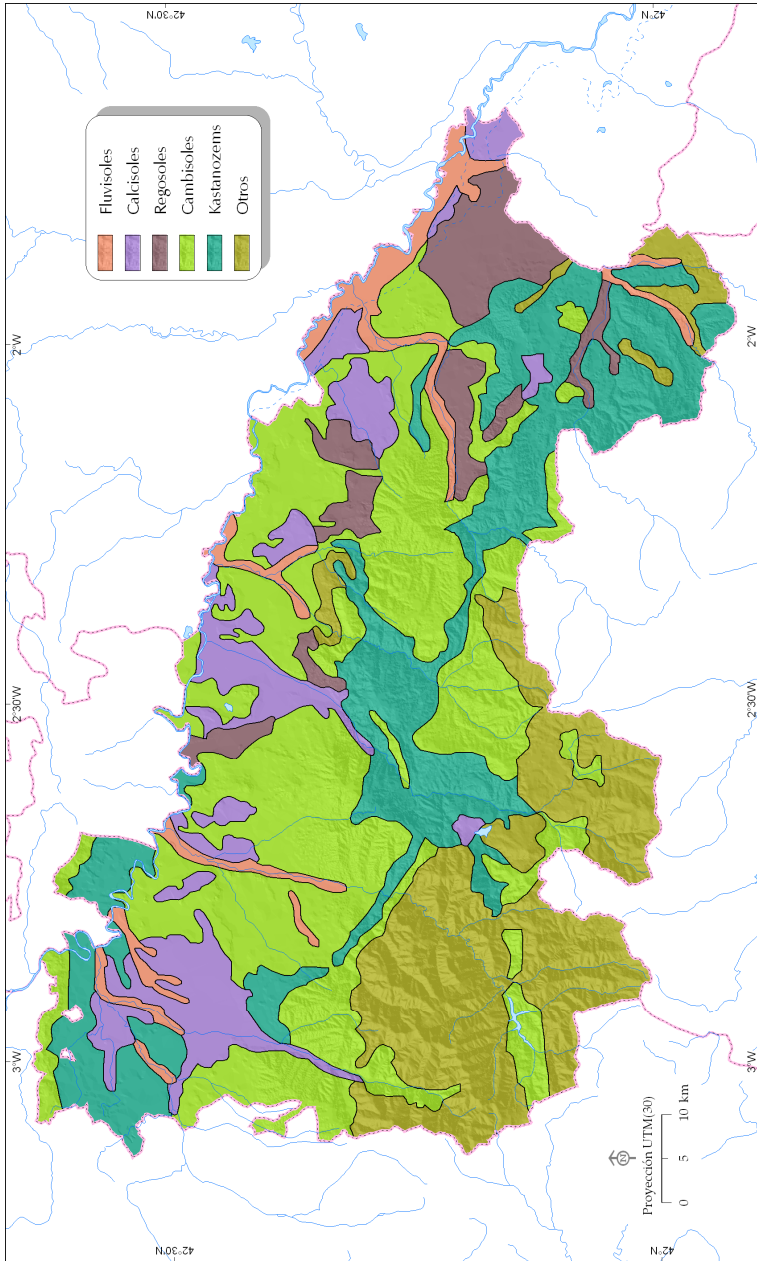 3°W
2°30'W
2°W
42°30'N
42°30'N
Fluvisoles
Calcisoles
Regosoles
Cambisoles
Kastanozems
Otros
N
Proyección UTM(30)
0 5 10 km
42°N
42°N
3°W
2°30'W
2°W